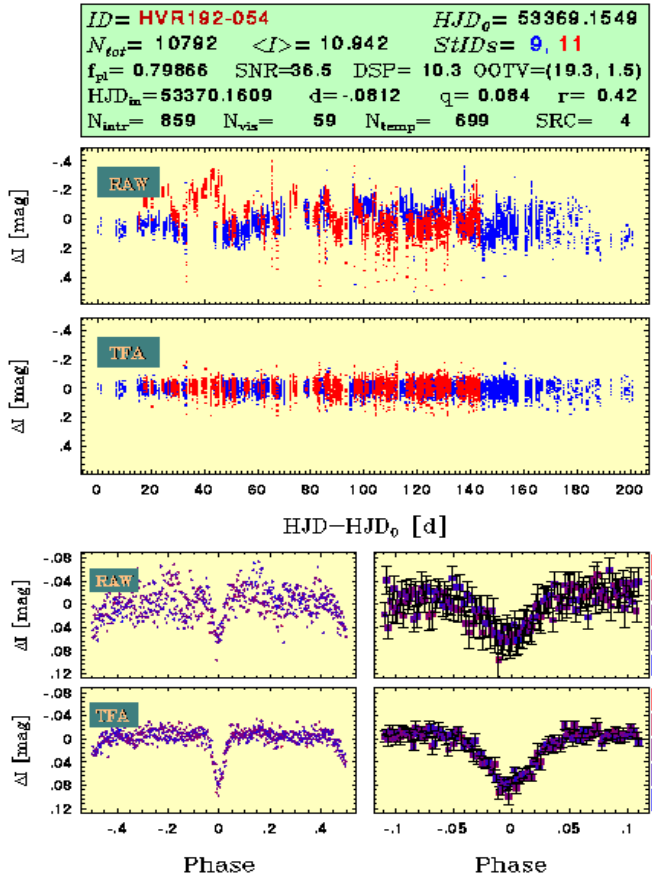 ID= HVR192-054 HJD₀= 53369.1549
N_tot= 10792 <I>= 10.942 StIDs= 9, 11
f_pl= 0.79866 SNR=36.5 DSP= 10.3 OOTV=(19.3, 1.5)
HJD_in=53370.1609 d=-.0812 q= 0.084 r= 0.42
N_intr= 859 N_vis= 59 N_temp= 699 SRC= 4
-.4
-.2
0
.2
.4
ΔI [mag]
RAW
-.4
-.2
0
.2
.4
ΔI [mag]
TFA
0 20 40 60 80 100 120 140 160 180 200
HJD−HJD₀ [d]
-.08
-.04
0
.04
.08
.12
ΔI [mag]
RAW
-.08
-.04
0
.04
.08
.12
ΔI [mag]
TFA
-.4 -.2 0 .2 .4 -.1 -.05 0 .05 .1
Phase Phase